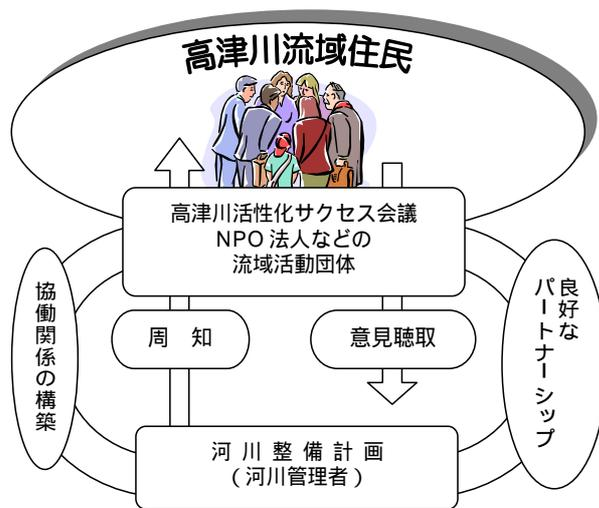 高津川流域住民
高津川活性化サクセス会議
NPO 法人などの
流域活動団体
周　知
意見聴取
協働関係の構築
良好な
パートナーシップ
河 川 整 備 計 画
（ 河川管理者 ）